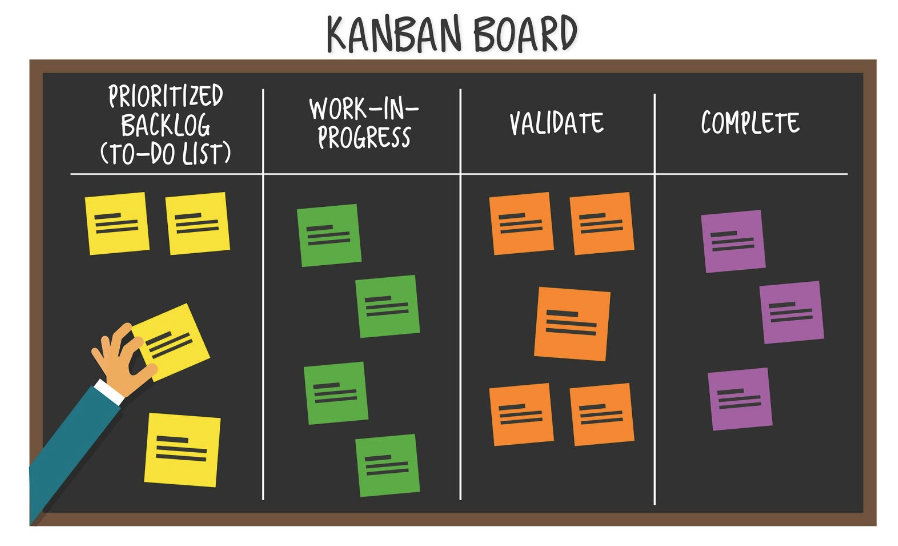 KANBAN BOARD
PRIORITIZED
BACKLOG
(TO-DO LIST)
WORK-IN-
PROGRESS
VALIDATE
COMPLETE